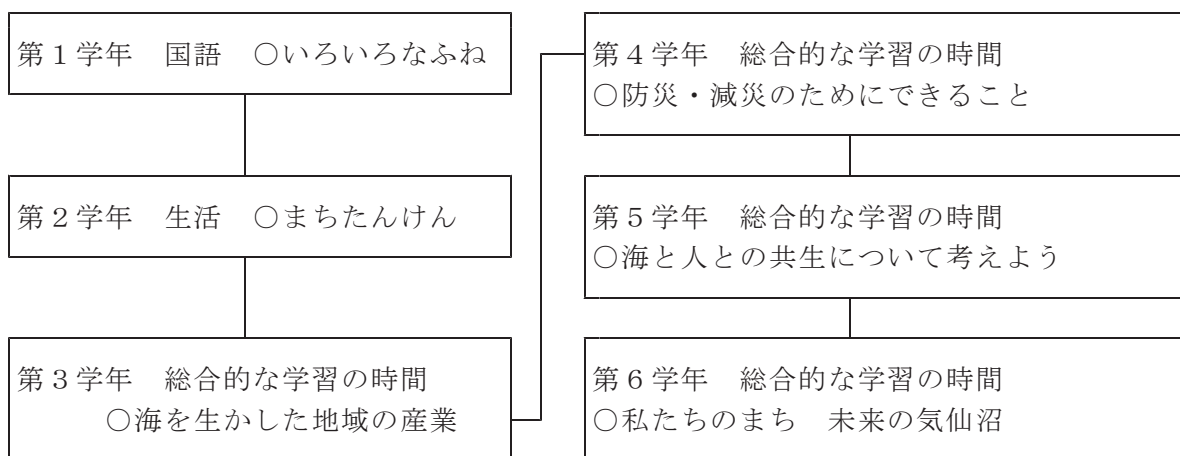 第１学年　国語　○いろいろなふね
第２学年　生活　○まちたんけん
第３学年　総合的な学習の時間
○海を生かした地域の産業
第４学年　総合的な学習の時間
○防災・減災のためにできること
第５学年　総合的な学習の時間
○海と人との共生について考えよう
第６学年　総合的な学習の時間
○私たちのまち　未来の気仙沼